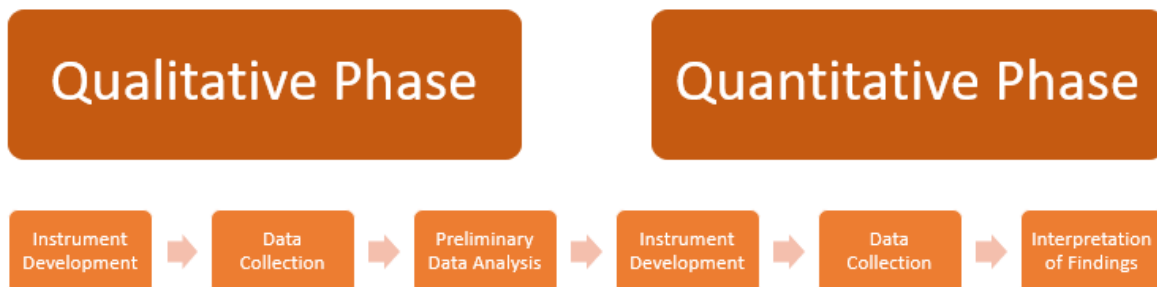 Qualitative Phase
Quantitative Phase
Instrument
Development
Data
Collection
Preliminary
Data Analysis
Instrument
Development
Data
Collection
Interpretation
of Findings